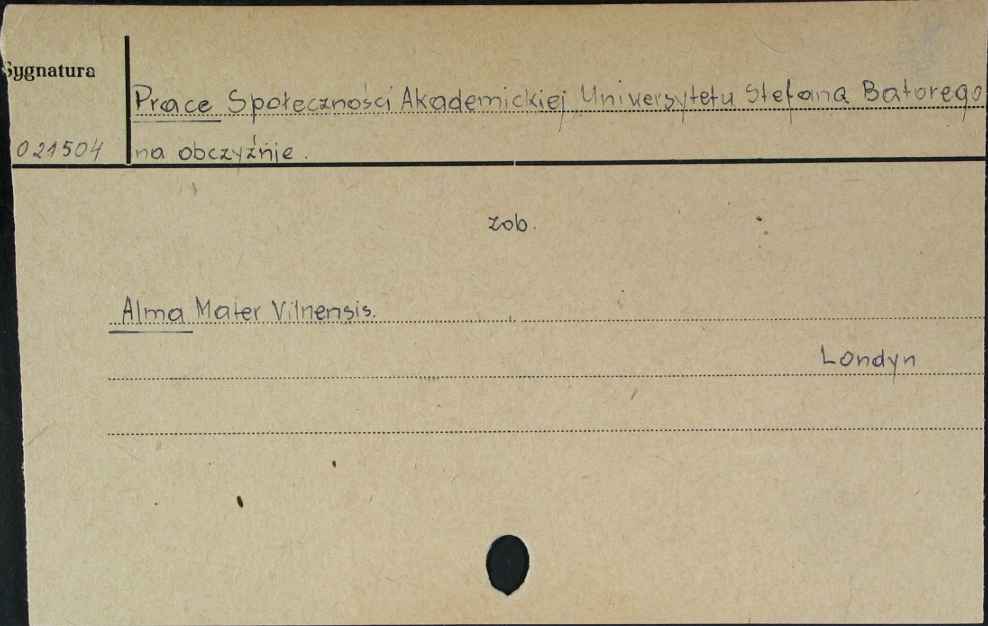 Sygnatura
Prace Społeczności Akademickiej Uniwersytetu Stefana Batorego
021504
na obczyźnie.
zob.
Alma Mater Vilnensis.
Londyn